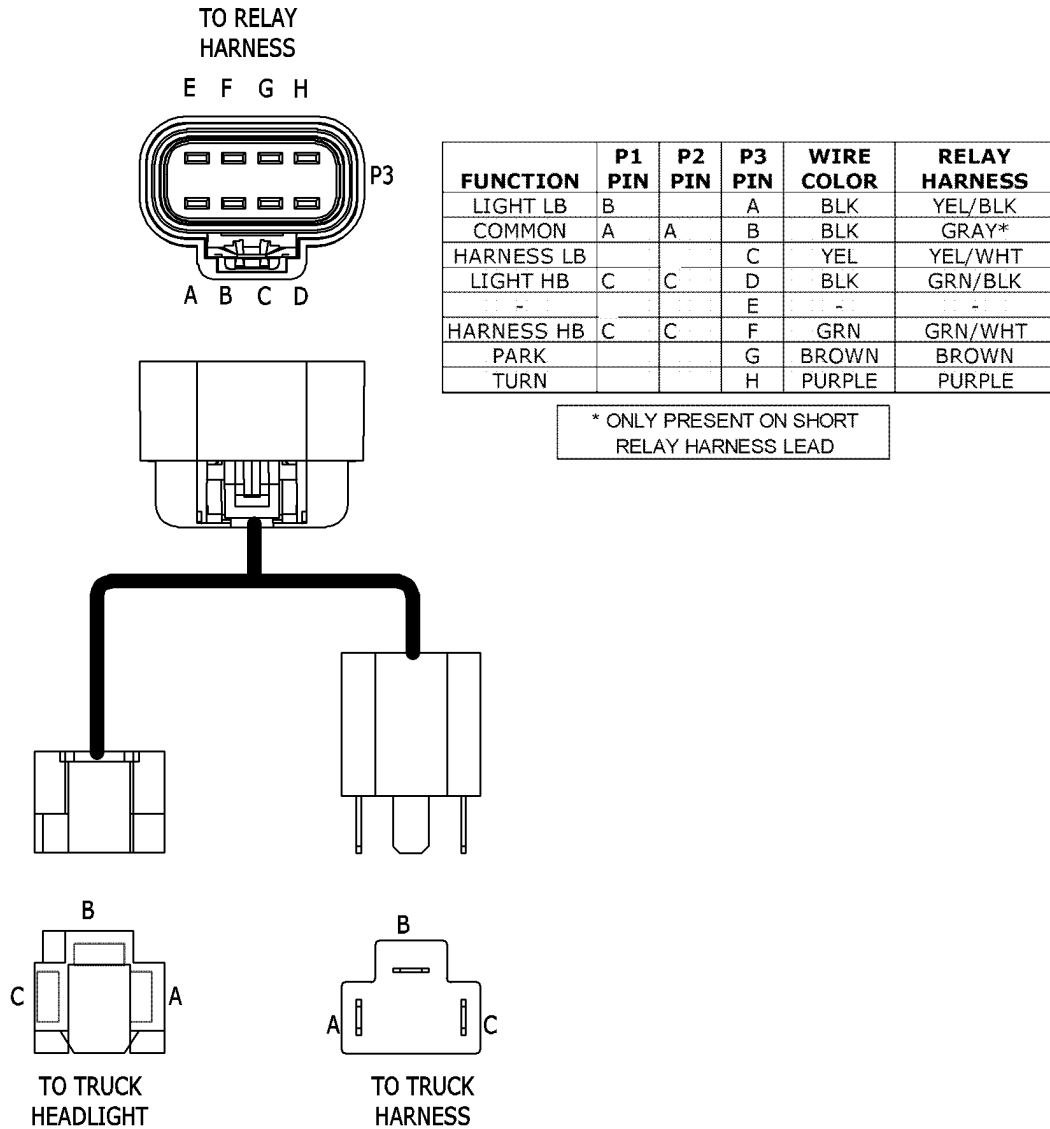 TO RELAY
HARNESS
E F G H
P3
A B C D
FUNCTION P1 PIN P2 PIN P3 PIN WIRE COLOR RELAY HARNESS
LIGHT LB B A BLK YEL/BLK
COMMON A A B BLK GRAY*
HARNESS LB C YEL YEL/WHT
LIGHT HB C C D BLK GRN/BLK
- E - -
HARNESS HB C C F GRN GRN/WHT
PARK G BROWN BROWN
TURN H PURPLE PURPLE
* ONLY PRESENT ON SHORT
RELAY HARNESS LEAD
B
C A
TO TRUCK
HEADLIGHT
B
A C
TO TRUCK
HARNESS